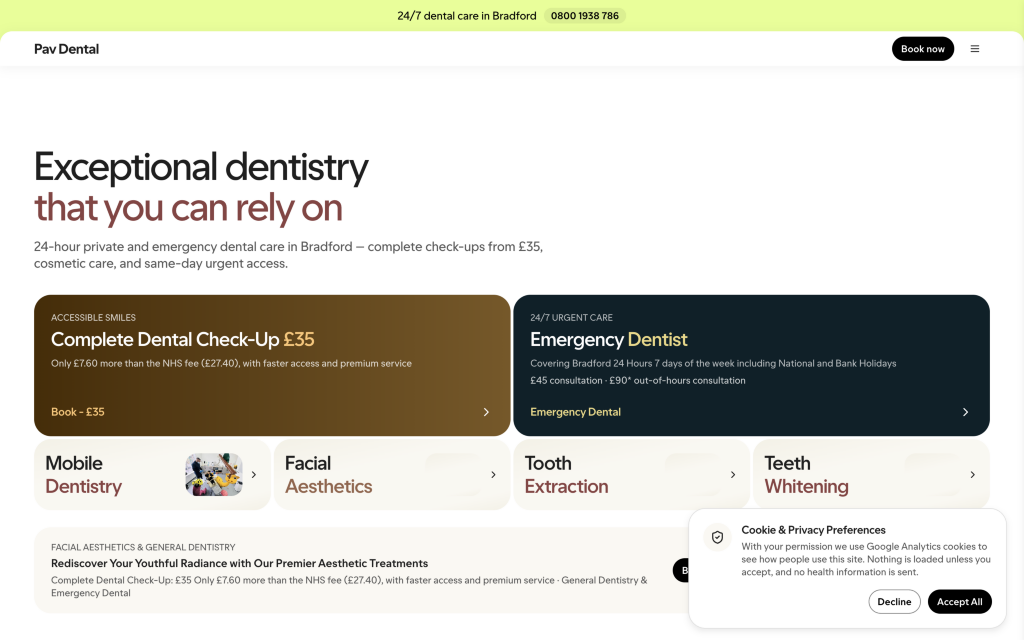 24/7 dental care in Bradford 0800 1938 786
Pav Dental
Book now
Exceptional dentistry
that you can rely on
24-hour private and emergency dental care in Bradford — complete check-ups from £35,
cosmetic care, and same-day urgent access.
ACCESSIBLE SMILES
Complete Dental Check-Up £35
Only £7.60 more than the NHS fee (£27.40), with faster access and premium service
Book - £35
24/7 URGENT CARE
Emergency Dentist
Covering Bradford 24 Hours 7 days of the week including National and Bank Holidays
£45 consultation · £90* out-of-hours consultation
Emergency Dental
Mobile
Dentistry
Facial
Aesthetics
Tooth
Extraction
Teeth
Whitening
FACIAL AESTHETICS & GENERAL DENTISTRY
Rediscover Your Youthful Radiance with Our Premier Aesthetic Treatments
Complete Dental Check-Up: £35 Only £7.60 more than the NHS fee (£27.40), with faster access and premium service · General Dentistry &
Emergency Dental
Cookie & Privacy Preferences
With your permission we use Google Analytics cookies to
see how people use this site. Nothing is loaded unless you
accept, and no health information is sent.
Decline
Accept All